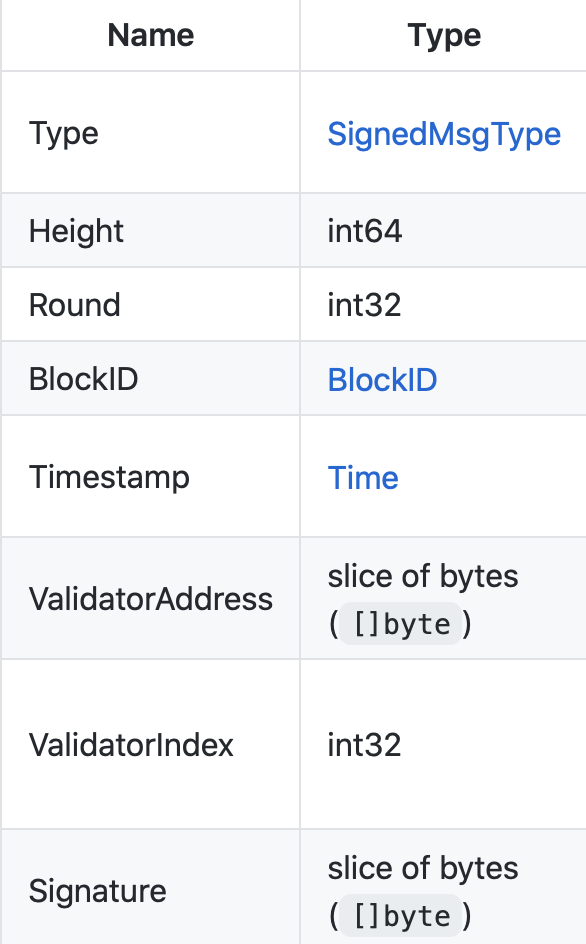 Name Type
Type SignedMsgType
Height int64
Round int32
BlockID BlockID
Timestamp Time
ValidatorAddress slice of bytes
([]byte)
ValidatorIndex int32
Signature slice of bytes
([]byte)